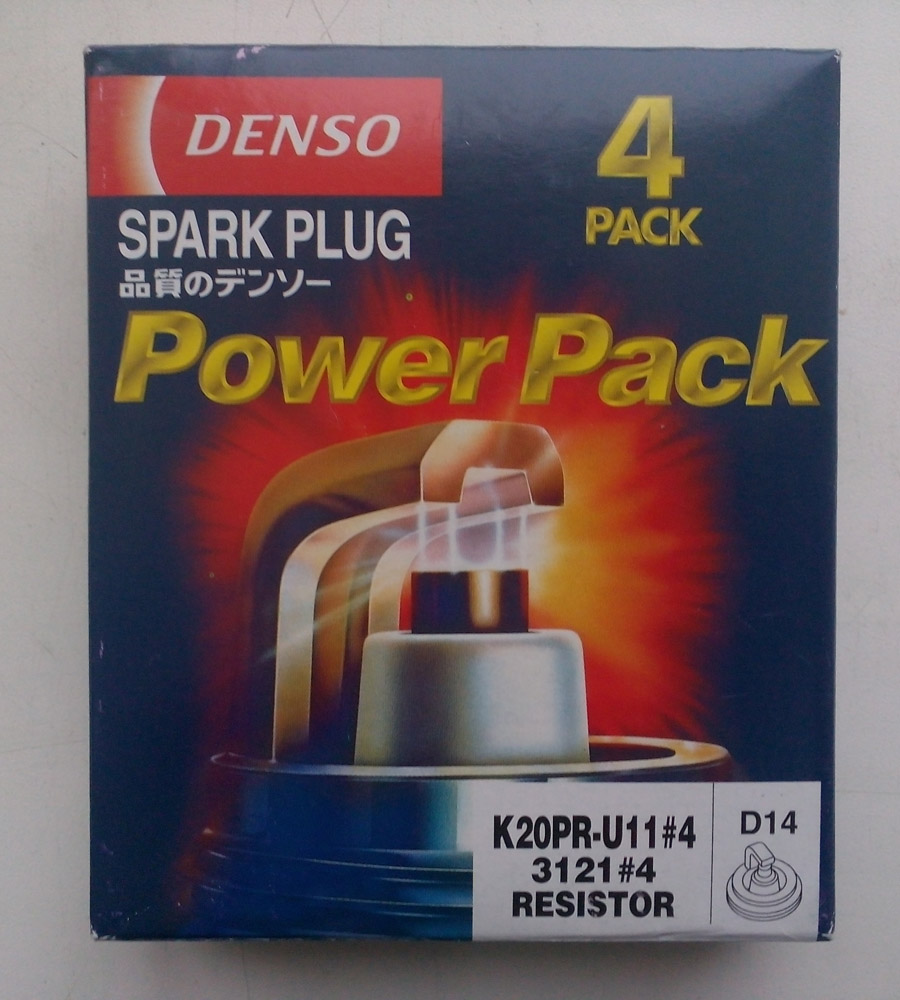 DENSO
4
PACK
SPARK PLUG
品質のデンソー
Power Pack
K20PR-U11#4
3121#4
RESISTOR
D14